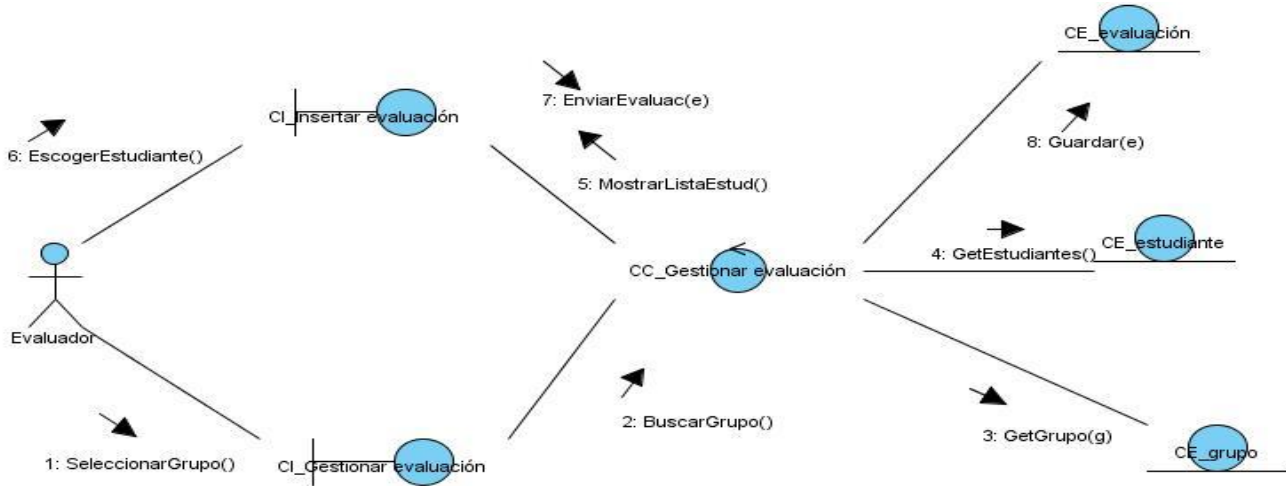 CE_evaluación
7: EnviarEvaluac(e)
CI_Insertar evaluación
8: Guardar(e)
6: EscogerEstudiante()
5: MostrarListaEstud()
4: GetEstudiantes()
CE_estudiante
CC_Gestionar evaluación
Evaluador
2: BuscarGrupo()
3: GetGrupo(g)
1: SeleccionarGrupo()
CI_Gestionar evaluación
CE_grupo